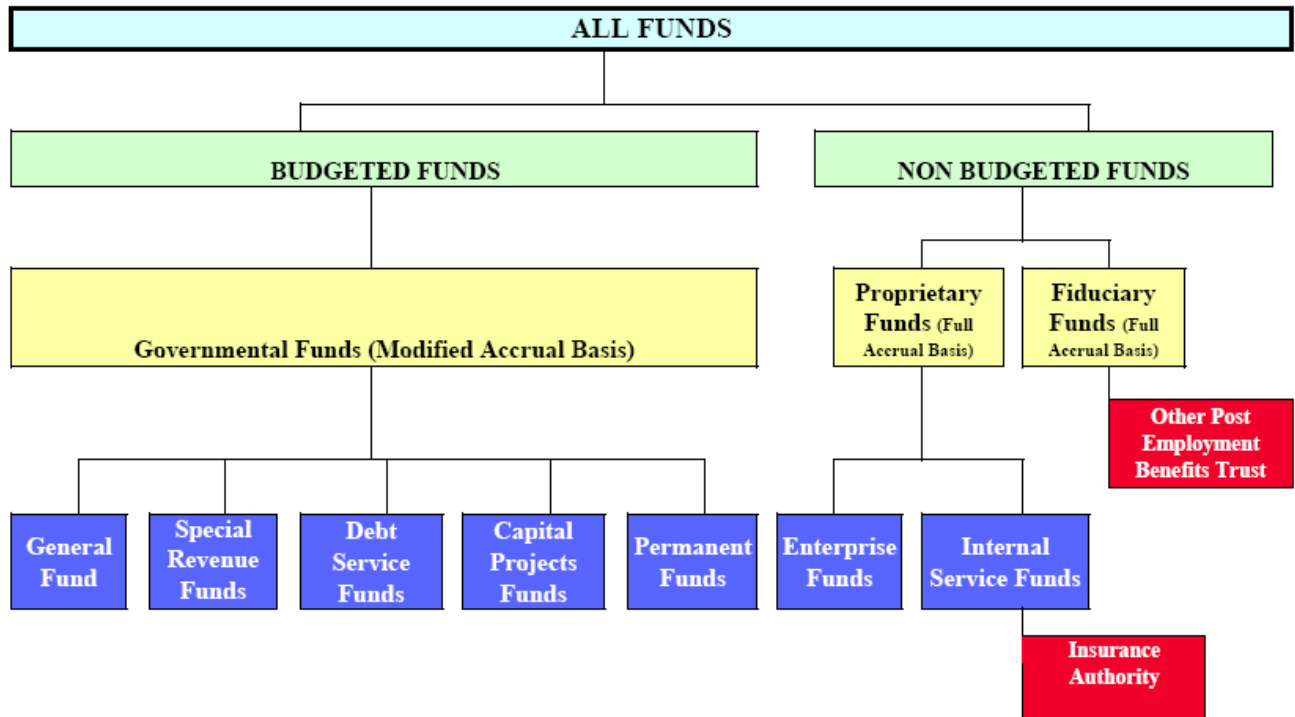 ALL FUNDS
BUDGETED FUNDS
NON BUDGETED FUNDS
Governmental Funds (Modified Accrual Basis)
Proprietary
Funds (Full
Accrual Basis)
Fiduciary
Funds (Full
Accrual Basis)
Other Post
Employment
Benefits Trust
General
Fund
Special
Revenue
Funds
Debt
Service
Funds
Capital
Projects
Funds
Permanent
Funds
Enterprise
Funds
Internal
Service Funds
Insurance
Authority